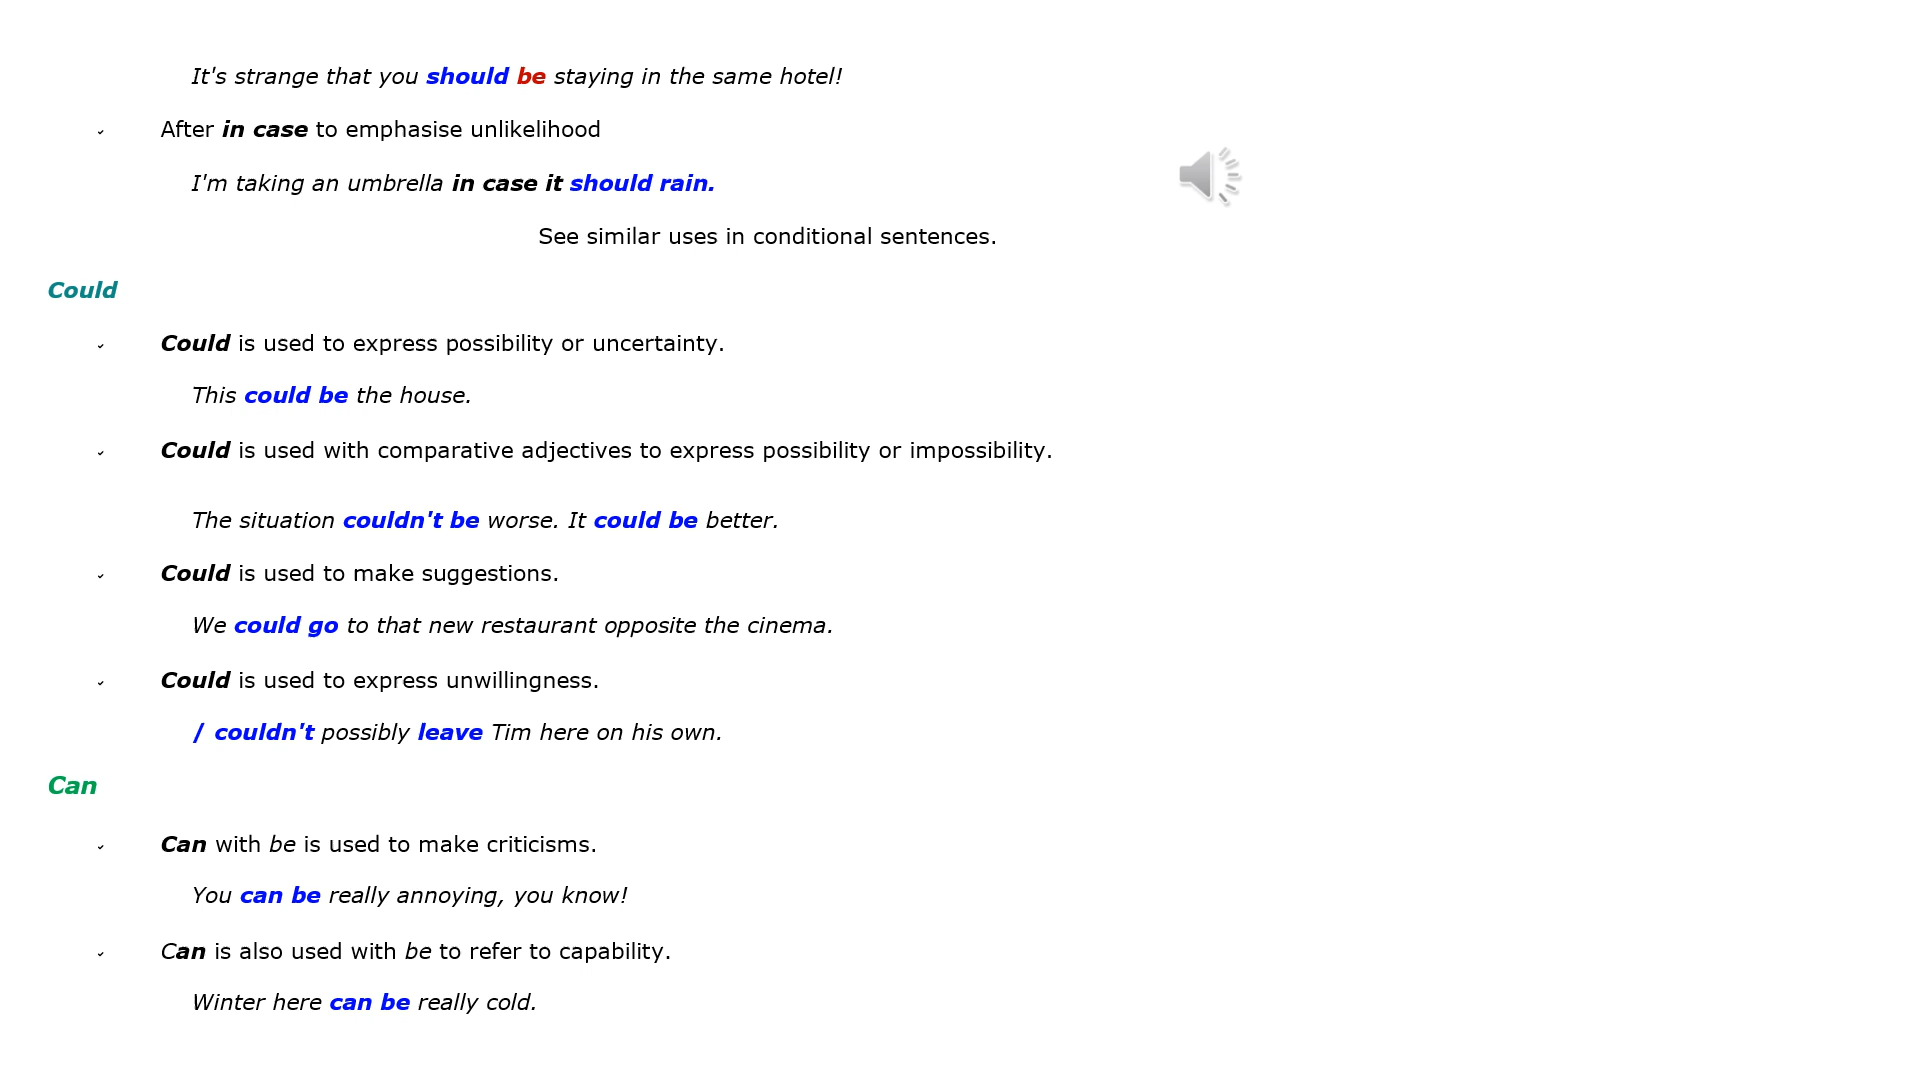 It's strange that you should be staying in the same hotel!
✓ After in case to emphasise unlikelihood
I'm taking an umbrella in case it should rain.
See similar uses in conditional sentences.
Could
✓ Could is used to express possibility or uncertainty.
This could be the house.
✓ Could is used with comparative adjectives to express possibility or impossibility.
The situation couldn't be worse. It could be better.
✓ Could is used to make suggestions.
We could go to that new restaurant opposite the cinema.
✓ Could is used to express unwillingness.
/ couldn't possibly leave Tim here on his own.
Can
✓ Can with be is used to make criticisms.
You can be really annoying, you know!
✓ Can is also used with be to refer to capability.
Winter here can be really cold.